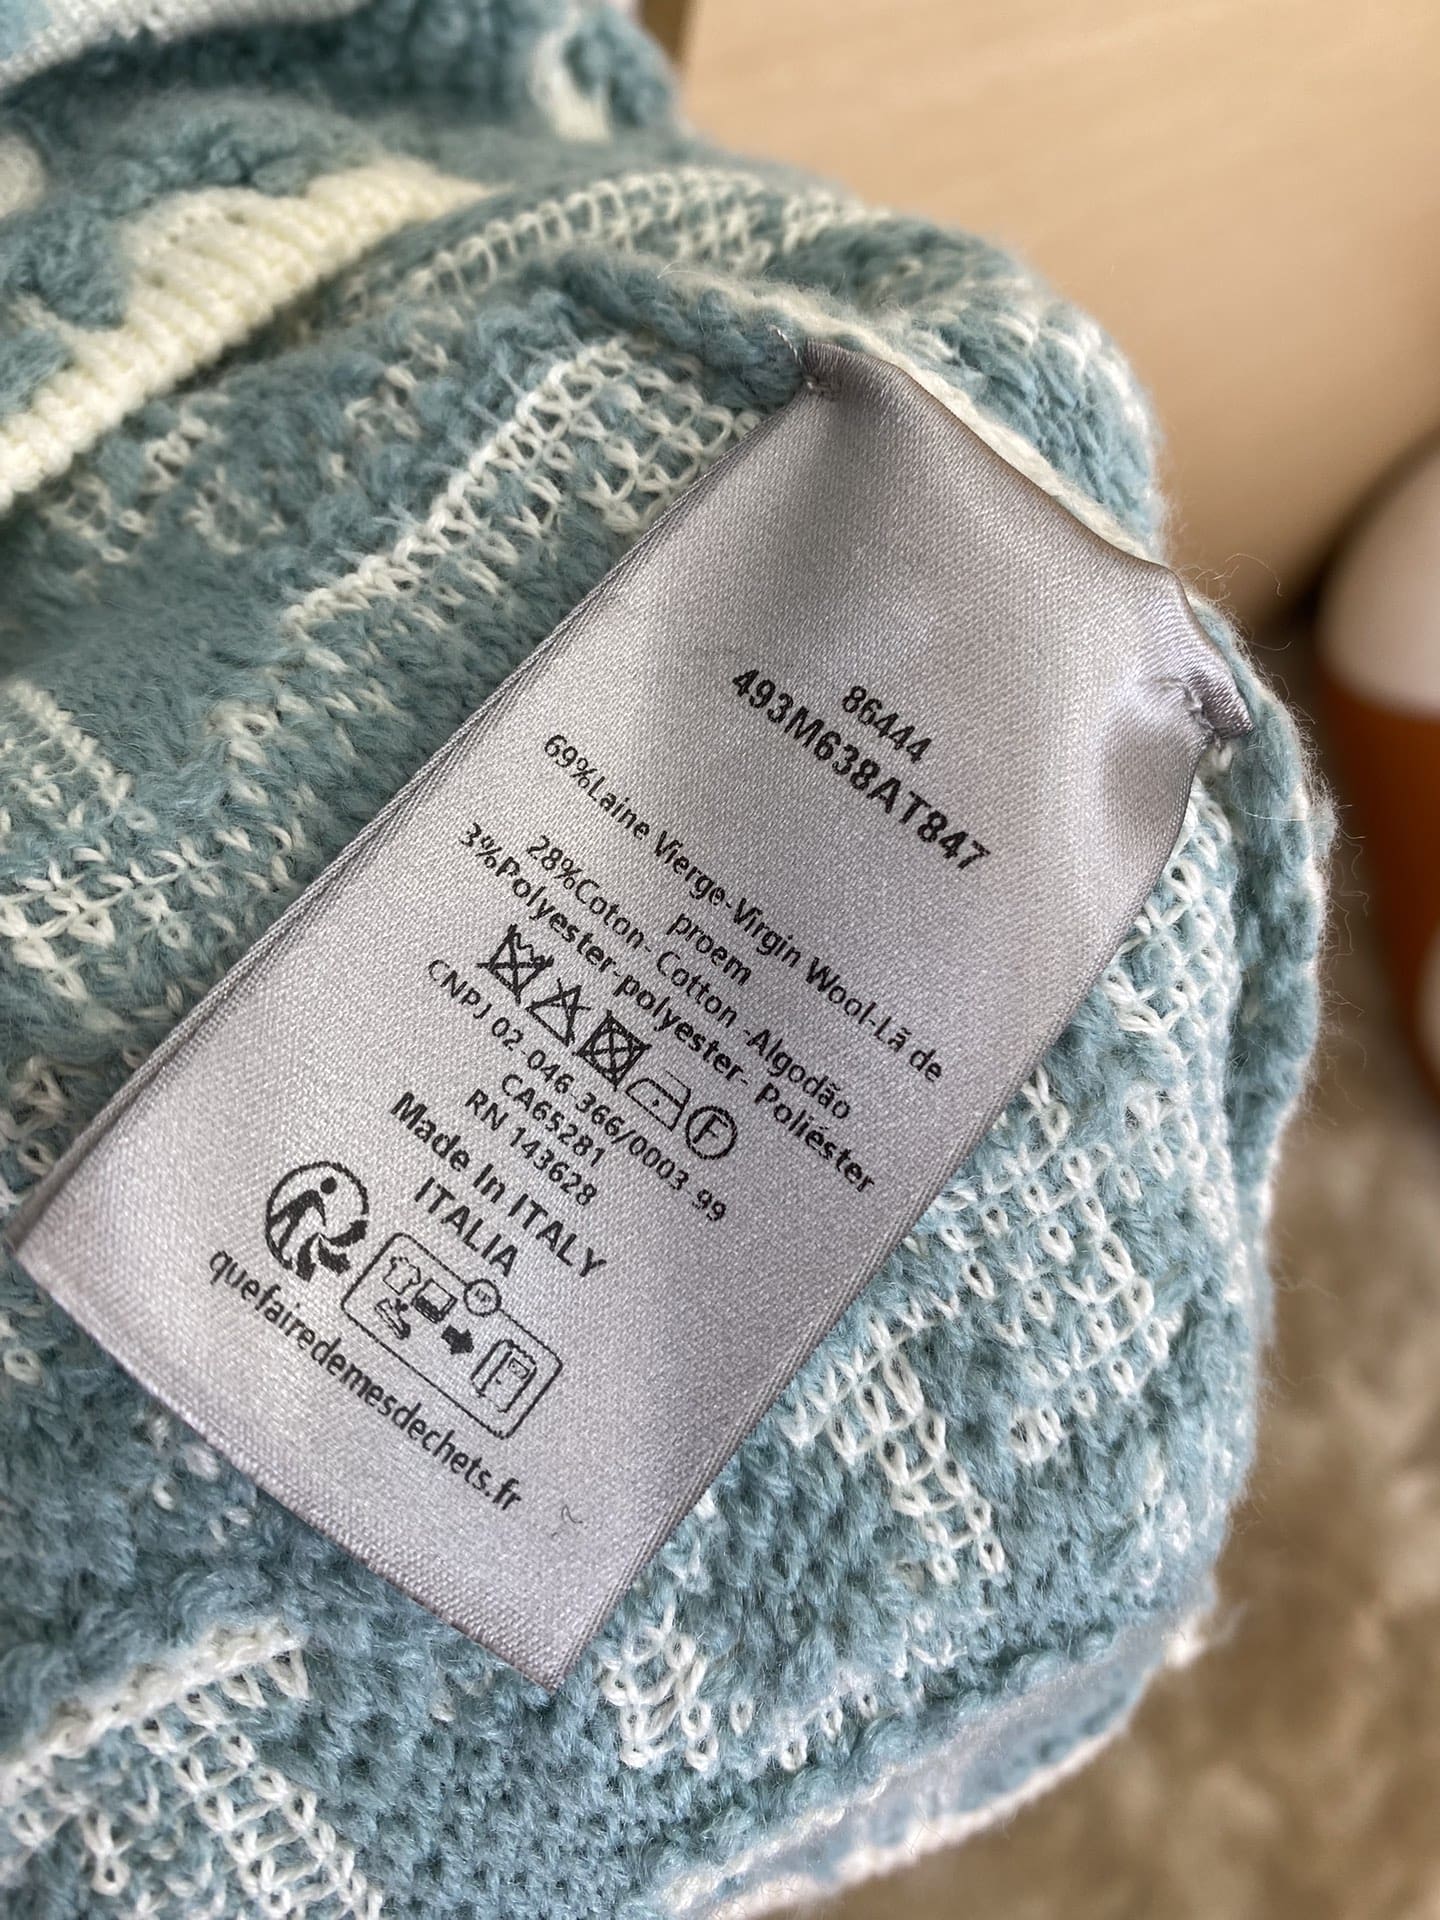 86444
493M638AT847
69%Laine Vierge-Virgin Wool-Lã de
proem
28%Coton- Cotton -Algodão
3%Polyester-polyester- Poliéster
F
CNPJ 02 046 366/0003 99
CA65281
RN 143628
Made In ITALY
ITALIA
quefairedemesdechets.fr